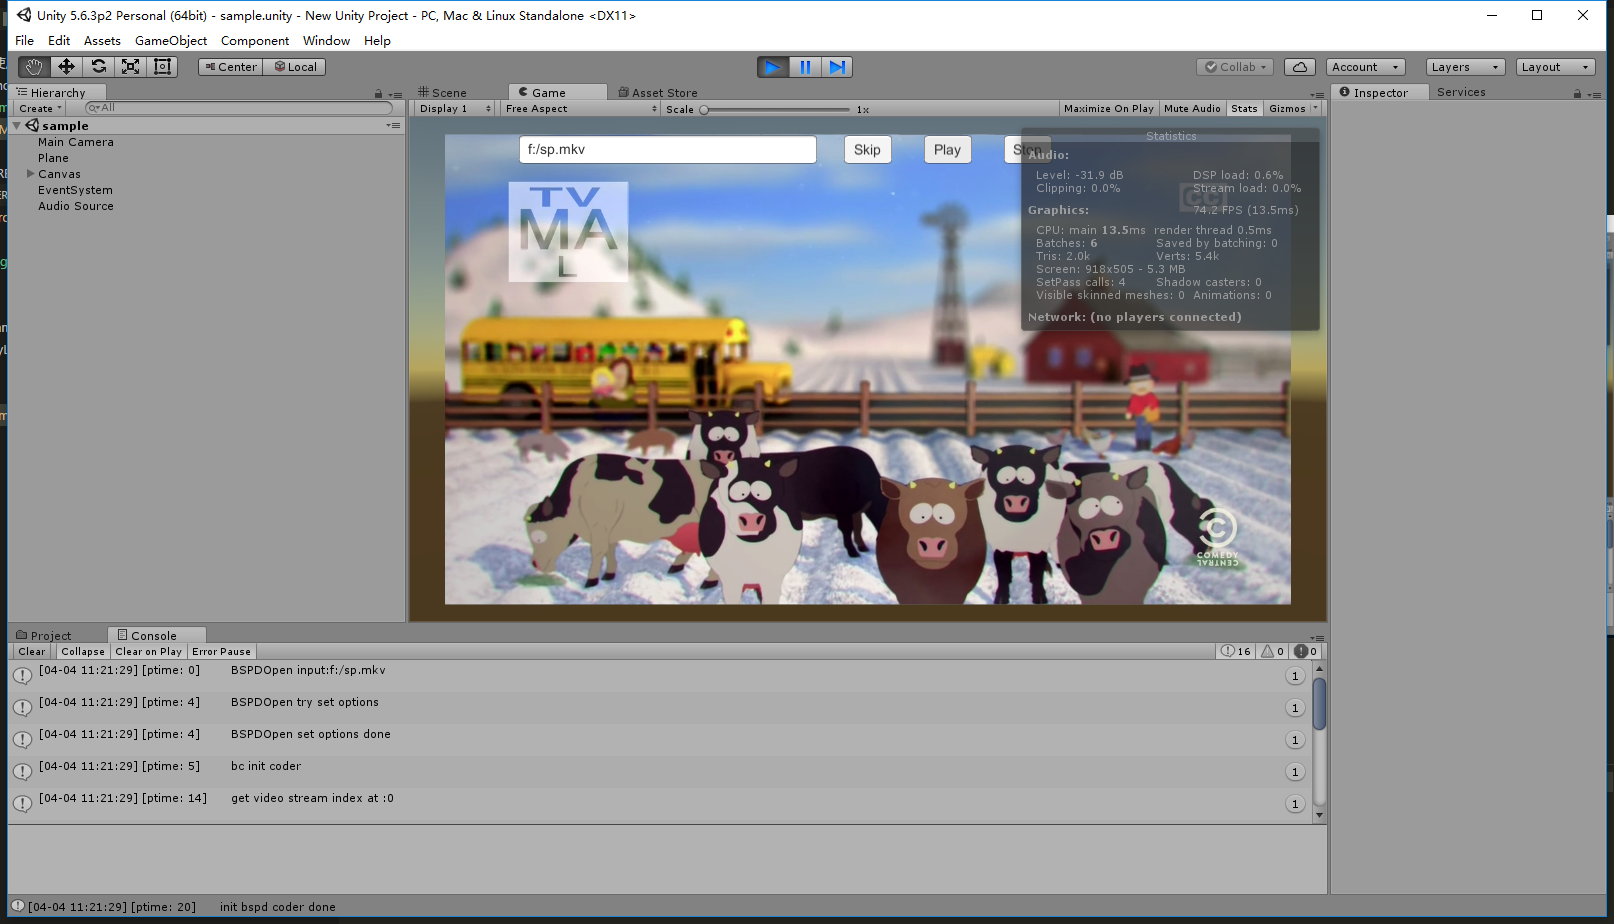 Unity 5.6.3p2 Personal (64bit) - sample.unity - New Unity Project - PC, Mac & Linux Standalone <DX11>
File Edit Assets GameObject Component Window Help
Center Local Collab Account Layers Layout
Hierarchy
Create All
sample
Main Camera
Plane
Canvas
EventSystem
Audio Source
Scene Game Asset Store
Display 1 Free Aspect Scale 1x Maximize On Play Mute Audio Stats Gizmos
f:/sp.mkv Skip Play Stop
TV
MA
L
CC
Statistics
Audio:
Level: -31.9 dB DSP load: 0.6%
Clipping: 0.0% Stream load: 0.0%
Graphics: 74.2 FPS (13.5ms)
CPU: main 13.5ms render thread 0.5ms
Batches: 6 Saved by batching: 0
Tris: 2.0k Verts: 5.4k
Screen: 918x505 - 5.3 MB
SetPass calls: 4 Shadow casters: 0
Visible skinned meshes: 0 Animations: 0
Network: (no players connected)
COMEDY
CENTRAL
Inspector Services
Project Console
Clear Collapse Clear on Play Error Pause 16 0 0
[04-04 11:21:29] [ptime: 0] BSPDOpen input:f:/sp.mkv 1
[04-04 11:21:29] [ptime: 4] BSPDOpen try set options 1
[04-04 11:21:29] [ptime: 4] BSPDOpen set options done 1
[04-04 11:21:29] [ptime: 5] bc init coder 1
[04-04 11:21:29] [ptime: 14] get video stream index at :0 1
[04-04 11:21:29] [ptime: 20] init bspd coder done